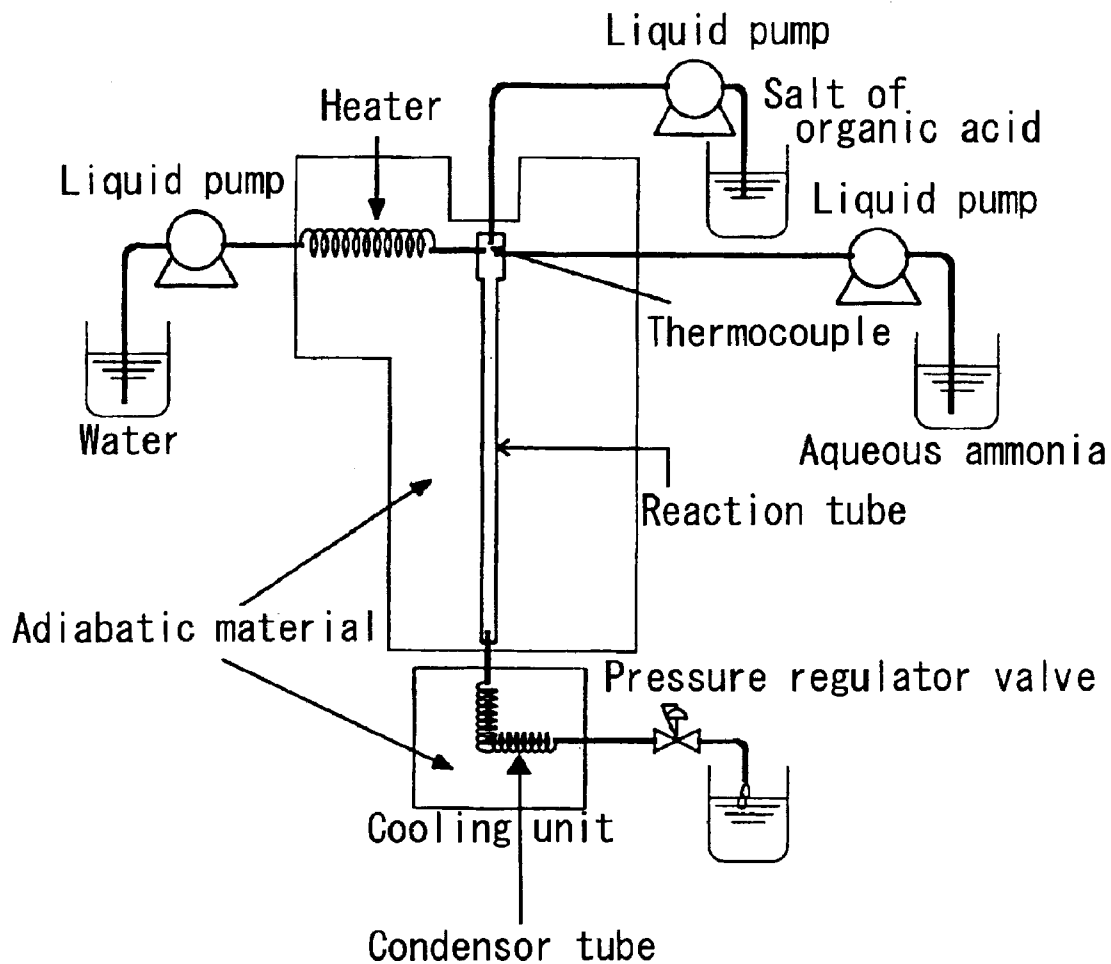 Liquid pump
Salt of
organic acid
Heater
Liquid pump
Liquid pump
Thermocouple
Water
Aqueous ammonia
Reaction tube
Adiabatic material
Pressure regulator valve
Cooling unit
Condensor tube